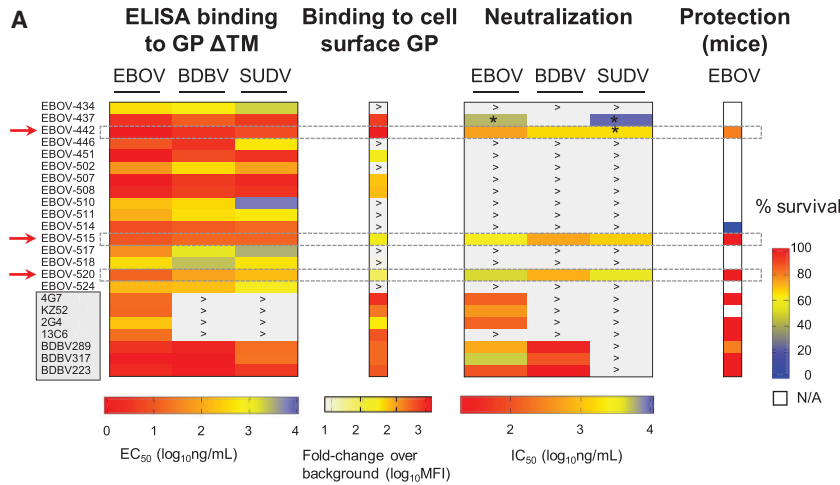 A
ELISA binding to GP ΔTM
Binding to cell surface GP
Neutralization
Protection (mice)
EBOV BDBV SUDV
EBOV BDBV SUDV
EBOV
EBOV-434 > > > >
EBOV-437 * *
EBOV-442 *
EBOV-446 > > > >
EBOV-451 > > >
EBOV-502 > > > >
EBOV-507 > > >
EBOV-508 > > >
EBOV-510 > > > >
EBOV-511 > > > >
EBOV-514 > > > >
EBOV-515
EBOV-517 > > > >
EBOV-518 > > > >
EBOV-520
EBOV-524 > > > >
4G7 > > > >
KZ52 > > > >
2G4 > > > >
13C6 > > > > >
BDBV289 >
BDBV317 >
BDBV223 >
% survival
100
80
60
40
20
0
N/A
0 1 2 3 4
EC50 (log10ng/mL)
1 2 1 2 3
Fold-change over
background (log10MFI)
2 3 4
IC50 (log10ng/mL)